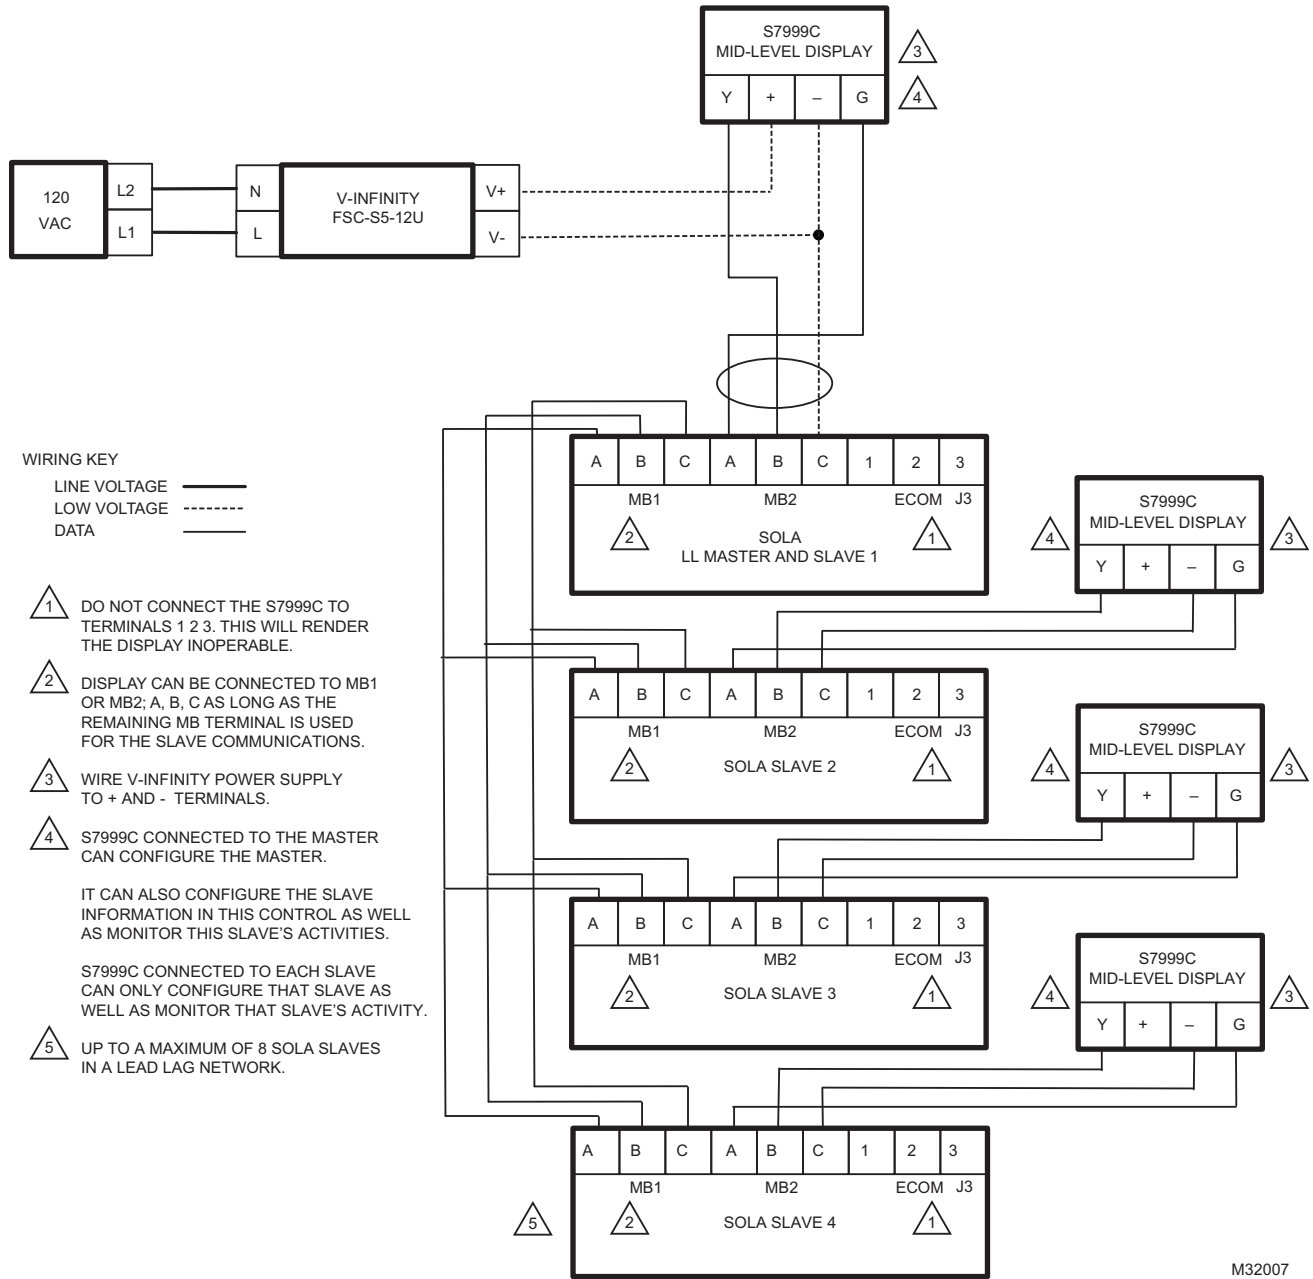 S7999C
MID-LEVEL DISPLAY
3
Y + – G
4
120
VAC
L2
L1
N
L
V-INFINITY
FSC-S5-12U
V+
V-
WIRING KEY
LINE VOLTAGE
LOW VOLTAGE
DATA
1 DO NOT CONNECT THE S7999C TO
TERMINALS 1 2 3. THIS WILL RENDER
THE DISPLAY INOPERABLE.
2 DISPLAY CAN BE CONNECTED TO MB1
OR MB2; A, B, C AS LONG AS THE
REMAINING MB TERMINAL IS USED
FOR THE SLAVE COMMUNICATIONS.
3 WIRE V-INFINITY POWER SUPPLY
TO + AND - TERMINALS.
4 S7999C CONNECTED TO THE MASTER
CAN CONFIGURE THE MASTER.
IT CAN ALSO CONFIGURE THE SLAVE
INFORMATION IN THIS CONTROL AS WELL
AS MONITOR THIS SLAVE'S ACTIVITIES.
S7999C CONNECTED TO EACH SLAVE
CAN ONLY CONFIGURE THAT SLAVE AS
WELL AS MONITOR THAT SLAVE'S ACTIVITY.
5 UP TO A MAXIMUM OF 8 SOLA SLAVES
IN A LEAD LAG NETWORK.
A B C A B C 1 2 3
MB1 MB2 ECOM J3
2 1
SOLA
LL MASTER AND SLAVE 1
S7999C
MID-LEVEL DISPLAY
4 3
Y + – G
A B C A B C 1 2 3
MB1 MB2 ECOM J3
2 SOLA SLAVE 2 1
S7999C
MID-LEVEL DISPLAY
4 3
Y + – G
A B C A B C 1 2 3
MB1 MB2 ECOM J3
2 SOLA SLAVE 3 1
S7999C
MID-LEVEL DISPLAY
4 3
Y + – G
A B C A B C 1 2 3
MB1 MB2 ECOM J3
5 2 SOLA SLAVE 4 1
M32007